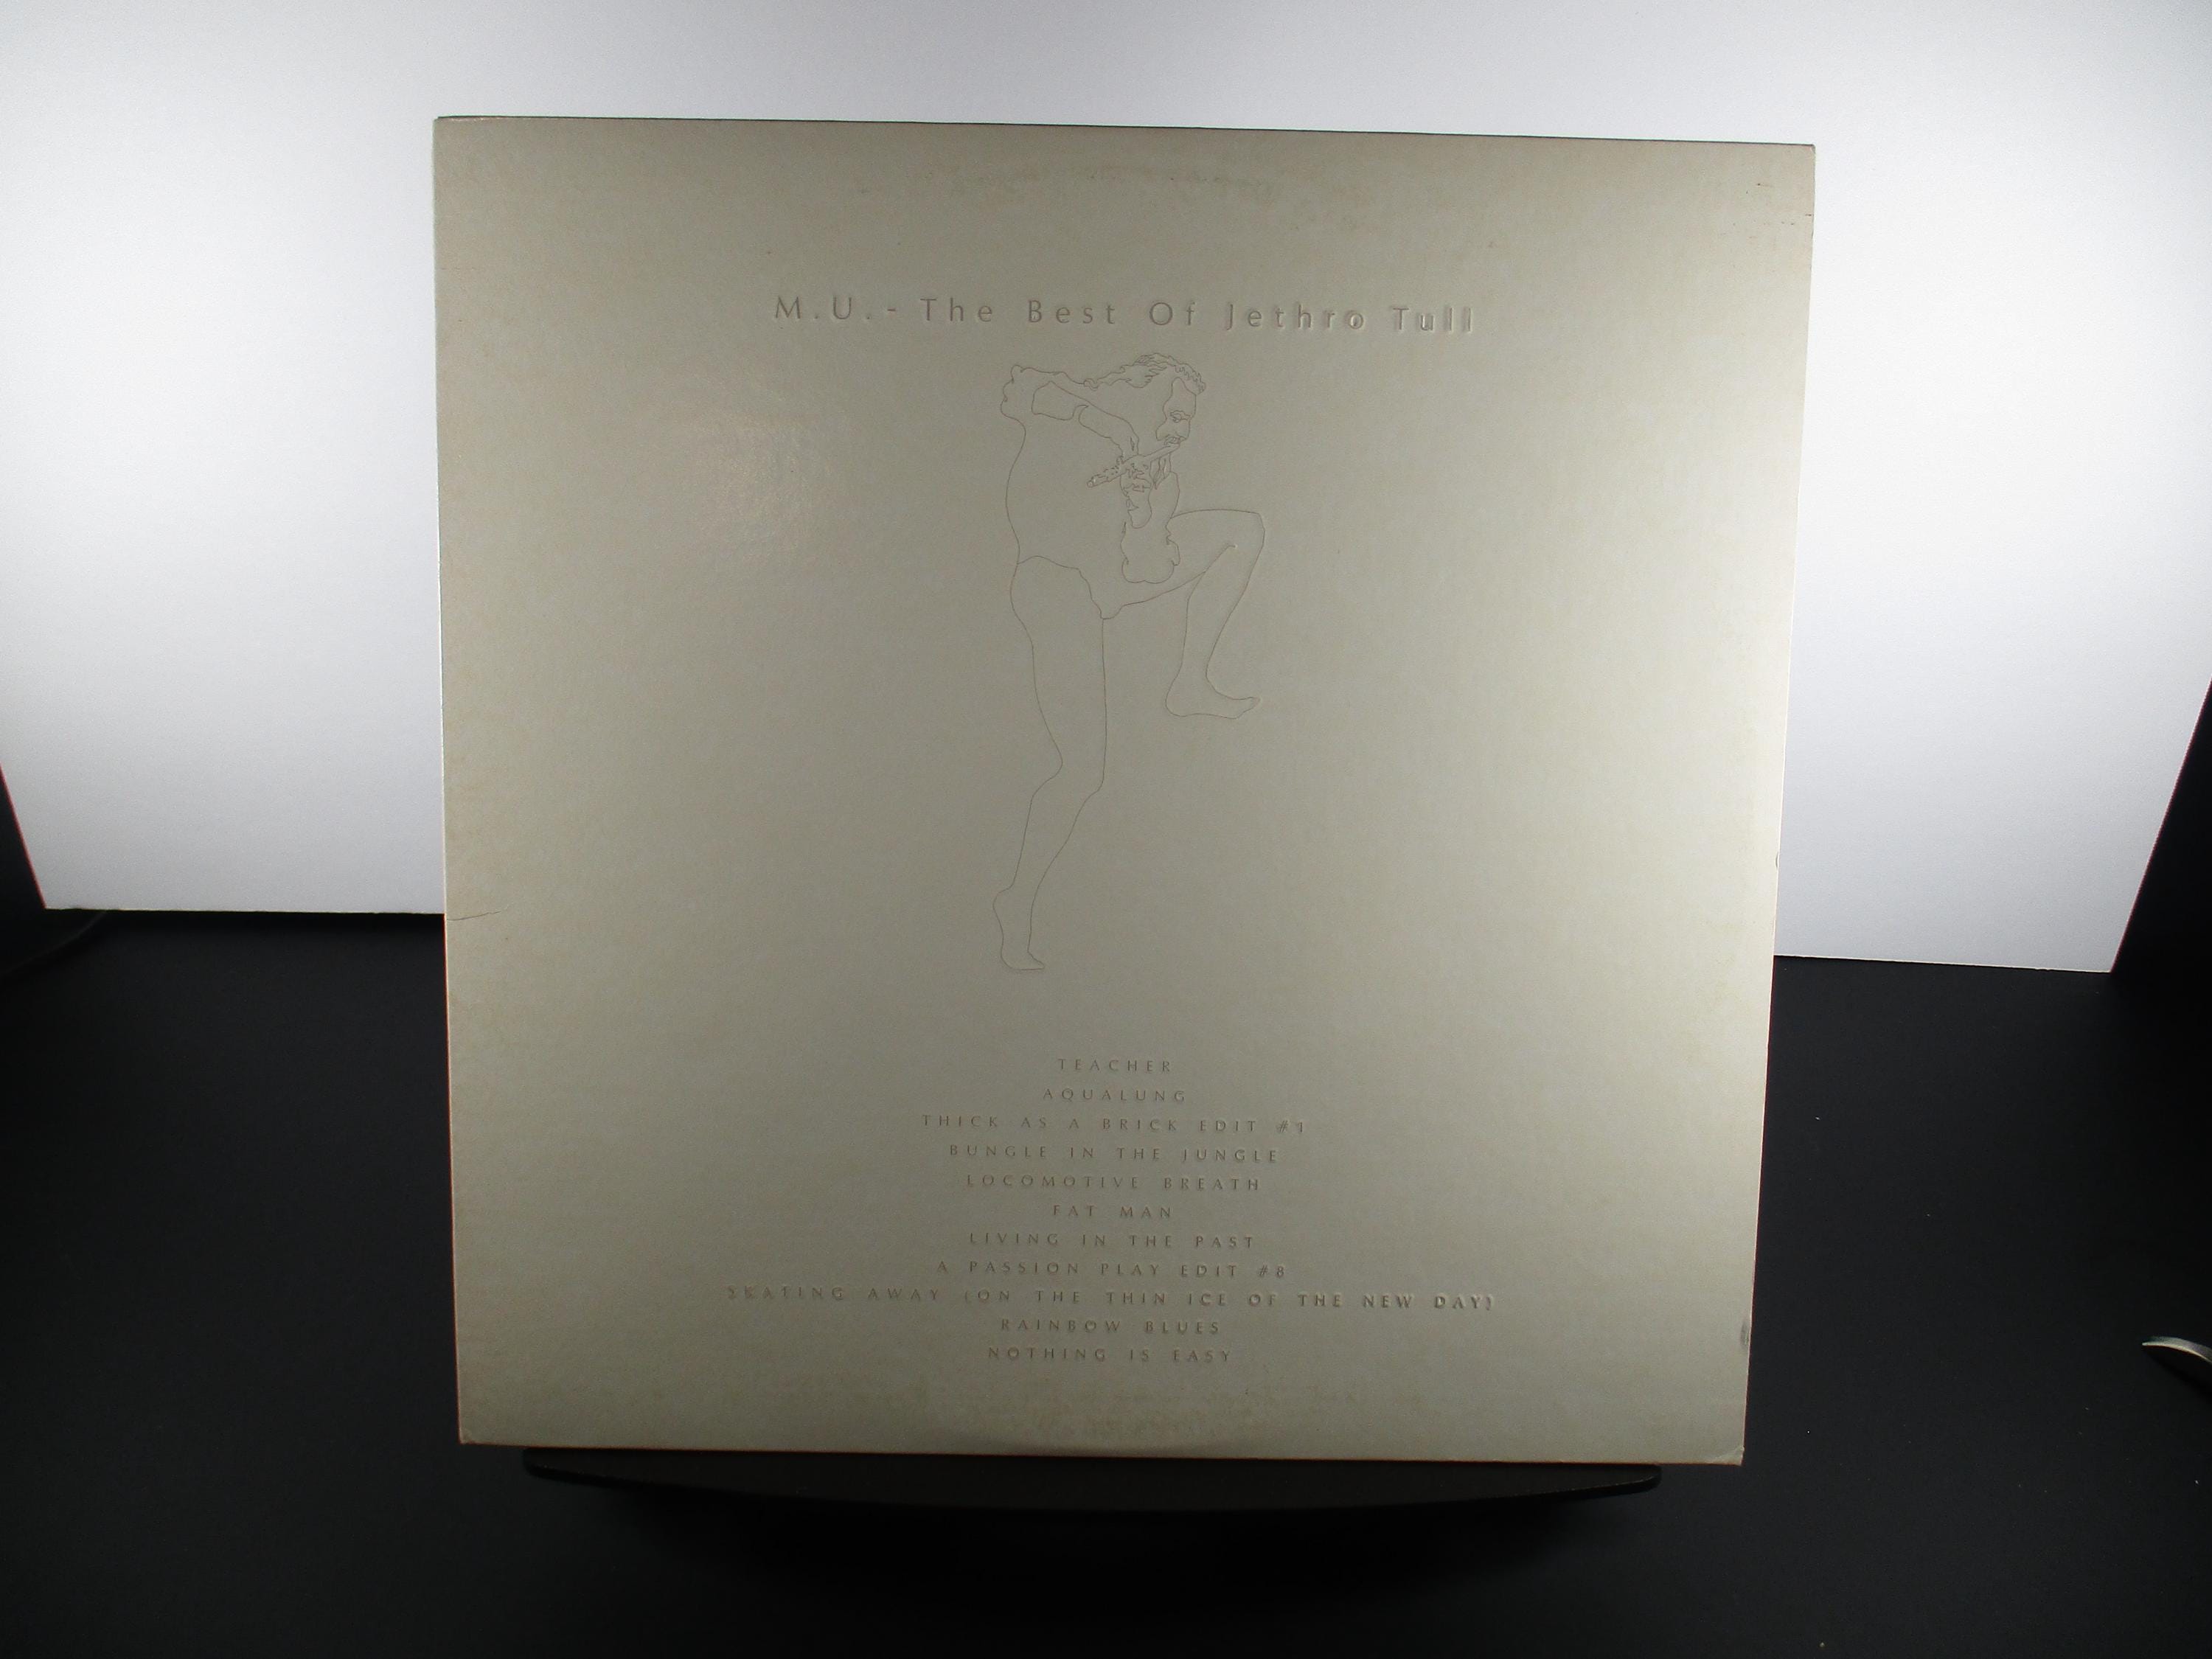 M.U. - The Best Of Jethro Tull
TEACHER
AQUALUNG
THICK AS A BRICK EDIT #1
BUNGLE IN THE JUNGLE
LOCOMOTIVE BREATH
FAT MAN
LIVING IN THE PAST
A PASSION PLAY EDIT #8
SKATING AWAY (ON THE THIN ICE OF THE NEW DAY)
RAINBOW BLUES
NOTHING IS EASY